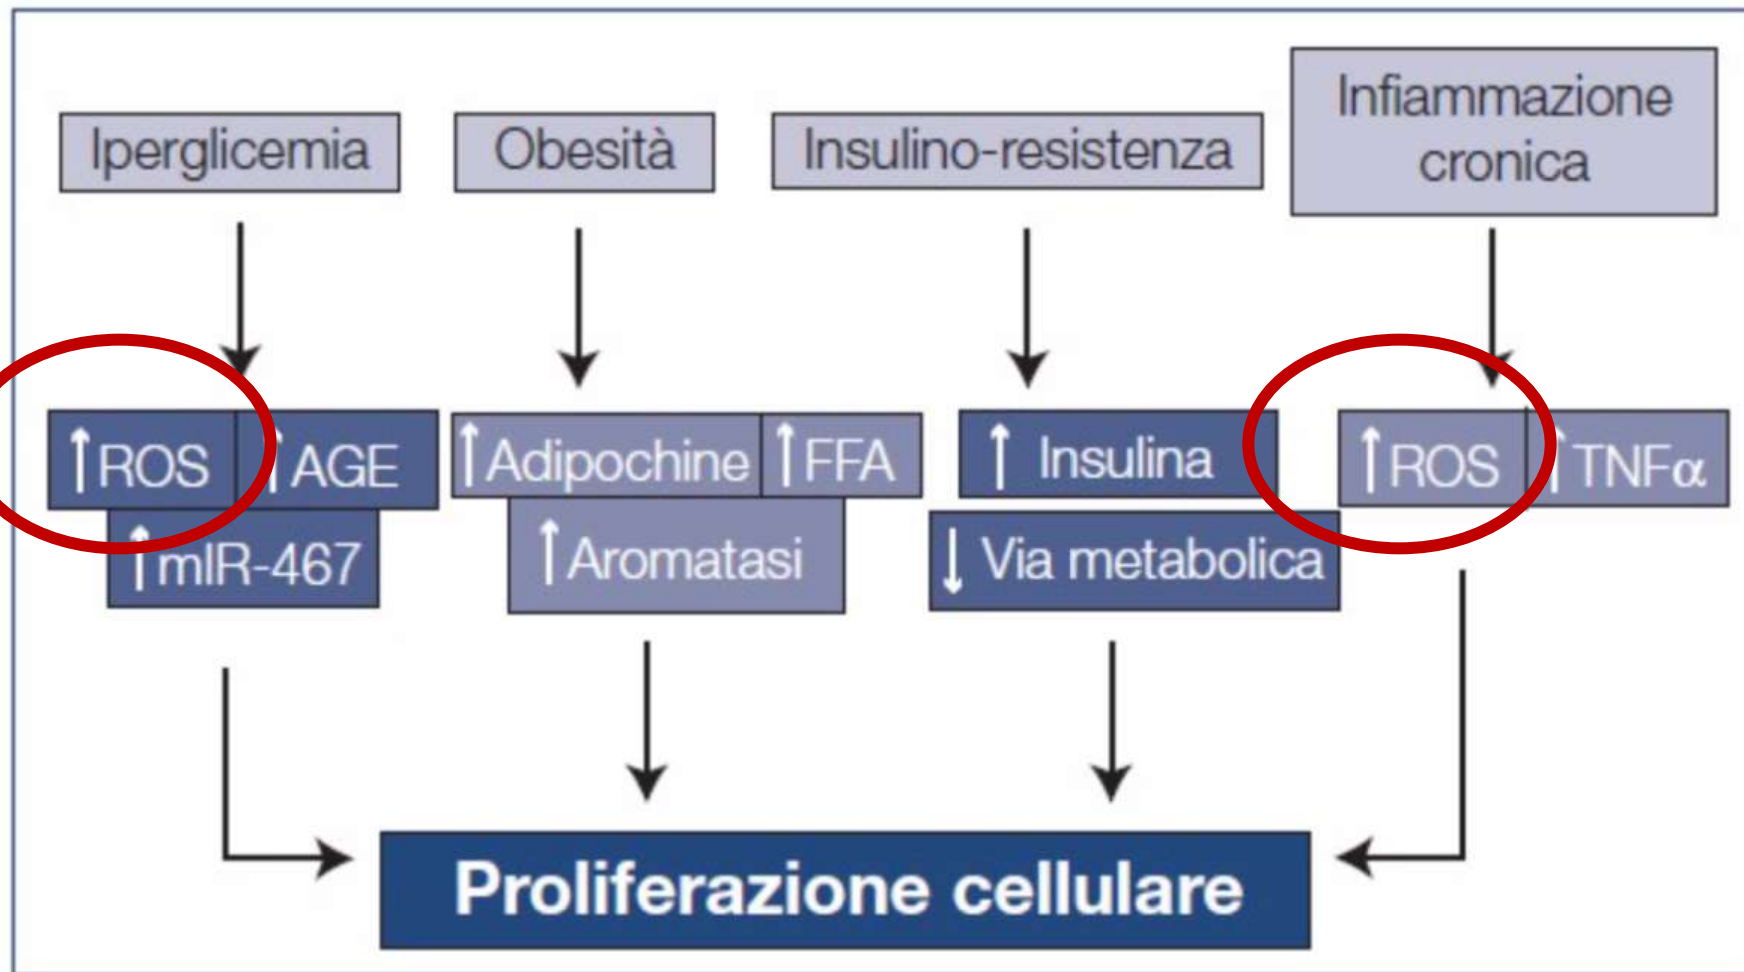 Iperglicemia
Obesità
Insulino-resistenza
Infiammazione
cronica
↑ROS
↑AGE
↑mIR-467
↑Adipochine
↑FFA
↑Aromatasi
↑ Insulina
↓ Via metabolica
↑ROS
↑TNFα
Proliferazione cellulare